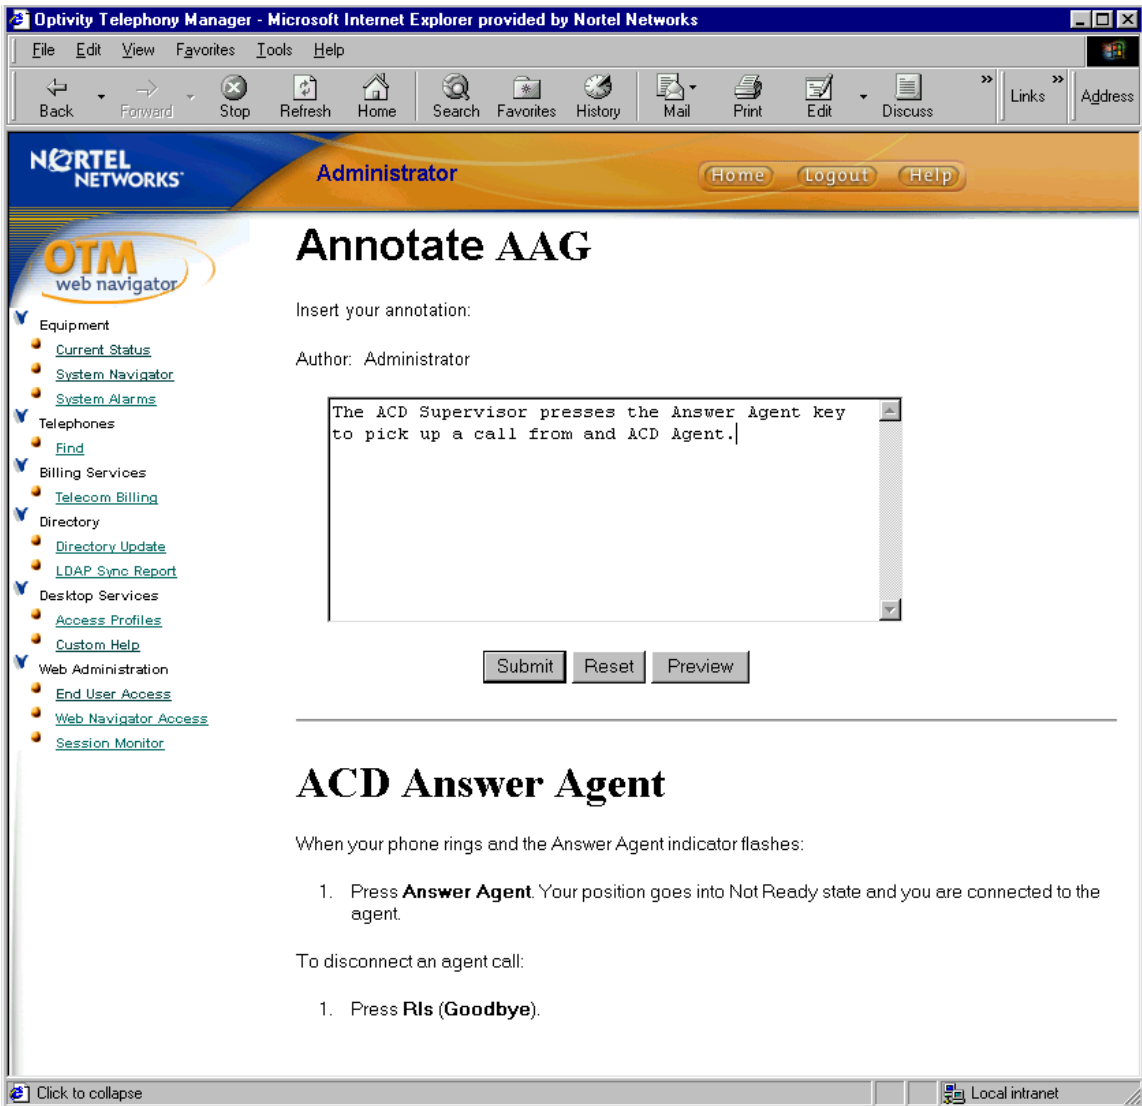 Optivity Telephony Manager - Microsoft Internet Explorer provided by Nortel Networks
File Edit View Favorites Tools Help
Back Forward Stop Refresh Home Search Favorites History Mail Print Edit Discuss » Links » Address
NORTEL
NETWORKS
Administrator
Home Logout Help
OTM
web navigator
Equipment
Current Status
System Navigator
System Alarms
Telephones
Find
Billing Services
Telecom Billing
Directory
Directory Update
LDAP Sync Report
Desktop Services
Access Profiles
Custom Help
Web Administration
End User Access
Web Navigator Access
Session Monitor
Annotate AAG
Insert your annotation:
Author: Administrator
The ACD Supervisor presses the Answer Agent key
to pick up a call from and ACD Agent.
Submit Reset Preview
ACD Answer Agent
When your phone rings and the Answer Agent indicator flashes:
1. Press Answer Agent. Your position goes into Not Ready state and you are connected to the
agent.
To disconnect an agent call:
1. Press Rls (Goodbye).
Click to collapse
Local intranet